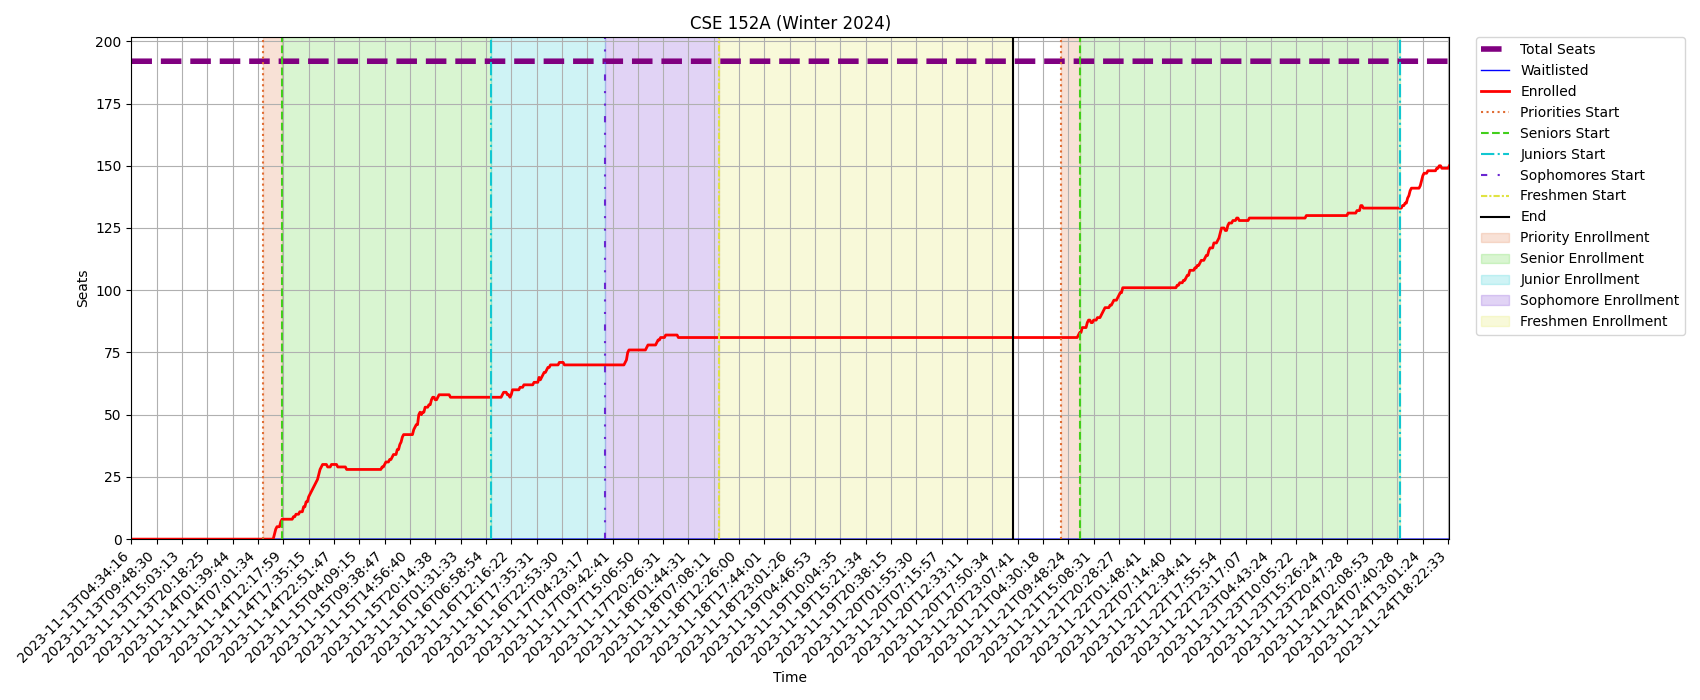 CSE 152A (Winter 2024)
200
175
150
125
100
75
50
25
0
Seats
Total Seats
Waitlisted
Enrolled
Priorities Start
Seniors Start
Juniors Start
Sophomores Start
Freshmen Start
End
Priority Enrollment
Senior Enrollment
Junior Enrollment
Sophomore Enrollment
Freshmen Enrollment
2023-11-13T04:34:16
2023-11-13T09:48:30
2023-11-13T15:03:13
2023-11-13T20:18:25
2023-11-14T01:39:44
2023-11-14T07:01:34
2023-11-14T12:17:59
2023-11-14T17:35:15
2023-11-14T22:51:47
2023-11-15T04:09:15
2023-11-15T09:38:47
2023-11-15T14:56:40
2023-11-15T20:14:38
2023-11-16T01:31:33
2023-11-16T06:58:54
2023-11-16T12:16:22
2023-11-16T17:35:31
2023-11-16T22:53:30
2023-11-17T04:23:17
2023-11-17T09:42:41
2023-11-17T15:06:50
2023-11-17T20:26:31
2023-11-18T01:44:31
2023-11-18T07:08:11
2023-11-18T12:26:00
2023-11-18T17:44:01
2023-11-18T23:01:26
2023-11-19T04:46:53
2023-11-19T10:04:35
2023-11-19T15:21:34
2023-11-19T20:38:15
2023-11-20T01:55:30
2023-11-20T07:15:57
2023-11-20T12:33:11
2023-11-20T17:50:34
2023-11-20T23:07:41
2023-11-21T04:30:18
2023-11-21T09:48:24
2023-11-21T15:08:31
2023-11-21T20:28:27
2023-11-22T01:48:41
2023-11-22T07:14:40
2023-11-22T12:34:41
2023-11-22T17:55:54
2023-11-22T23:17:07
2023-11-23T04:43:24
2023-11-23T10:05:22
2023-11-23T15:26:24
2023-11-23T20:47:28
2023-11-24T02:08:53
2023-11-24T07:40:28
2023-11-24T13:01:24
2023-11-24T18:22:33
Time